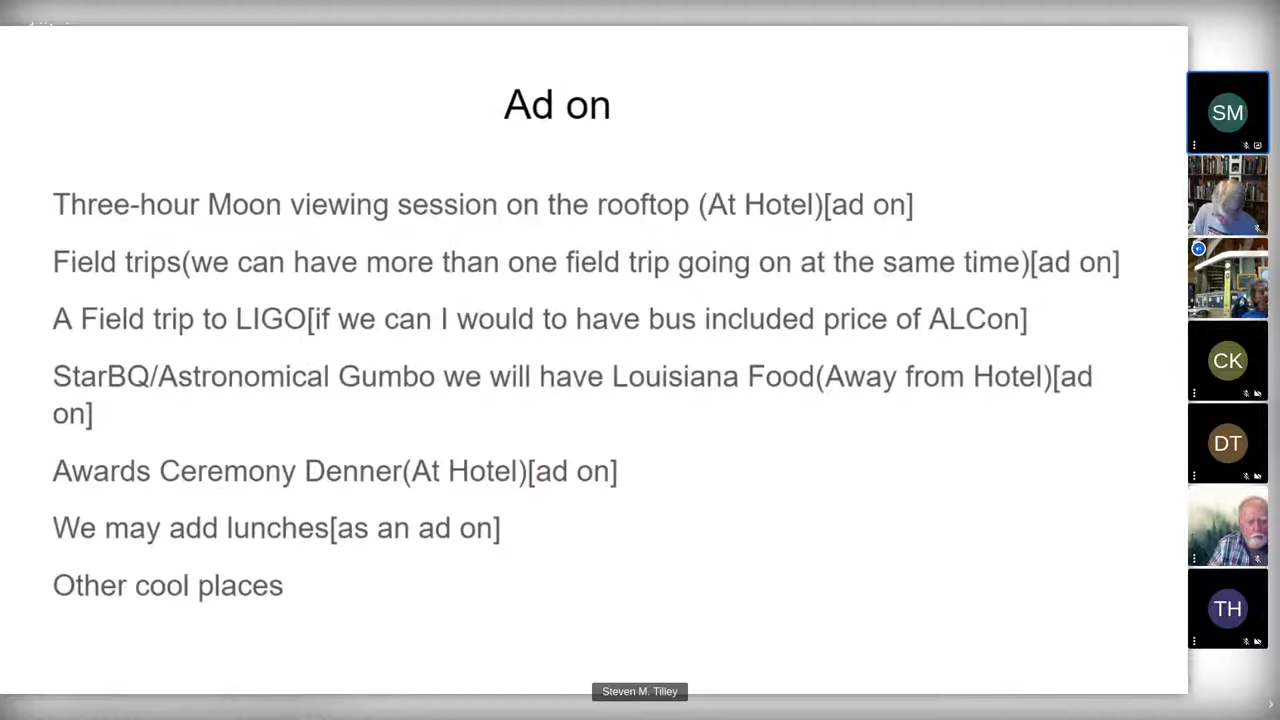 Ad on
Three-hour Moon viewing session on the rooftop (At Hotel)[ad on]
Field trips(we can have more than one field trip going on at the same time)[ad on]
A Field trip to LIGO[if we can I would to have bus included price of ALCon]
StarBQ/Astronomical Gumbo we will have Louisiana Food(Away from Hotel)[ad
on]
Awards Ceremony Denner(At Hotel)[ad on]
We may add lunches[as an ad on]
Other cool places
SM
CK
DT
TH
Steven M. Tilley